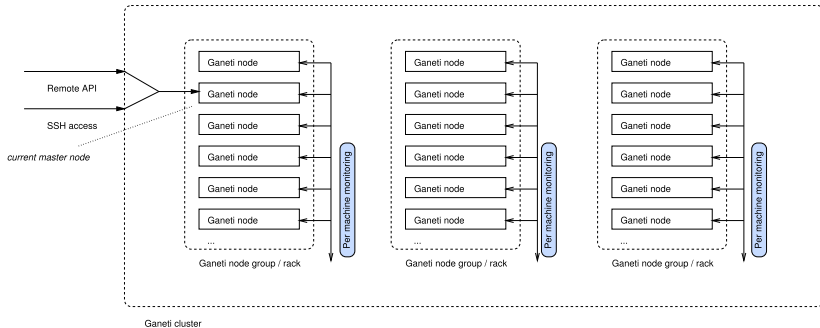 Remote API
SSH access
current master node
Ganeti node
Ganeti node
Ganeti node
Ganeti node
Ganeti node
Ganeti node
...
Per machine monitoring
Ganeti node group / rack
Ganeti node
Ganeti node
Ganeti node
Ganeti node
Ganeti node
Ganeti node
...
Per machine monitoring
Ganeti node group / rack
Ganeti node
Ganeti node
Ganeti node
Ganeti node
Ganeti node
Ganeti node
...
Per machine monitoring
Ganeti node group / rack
Ganeti cluster